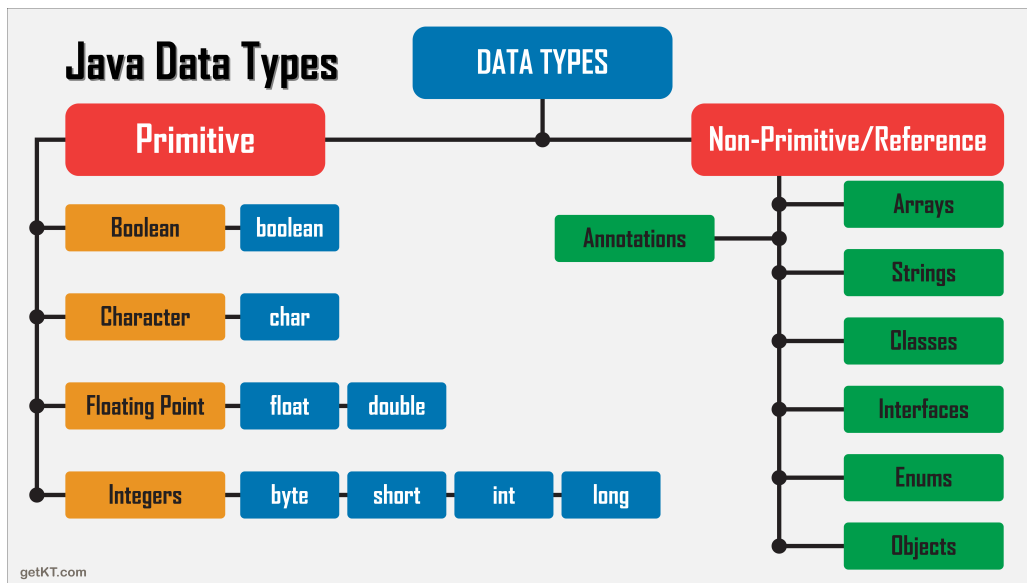 Java Data Types
DATA TYPES
Primitive
Non-Primitive/Reference
Boolean
boolean
Character
char
Floating Point
float
double
Integers
byte
short
int
long
Annotations
Arrays
Strings
Classes
Interfaces
Enums
Objects
getKT.com